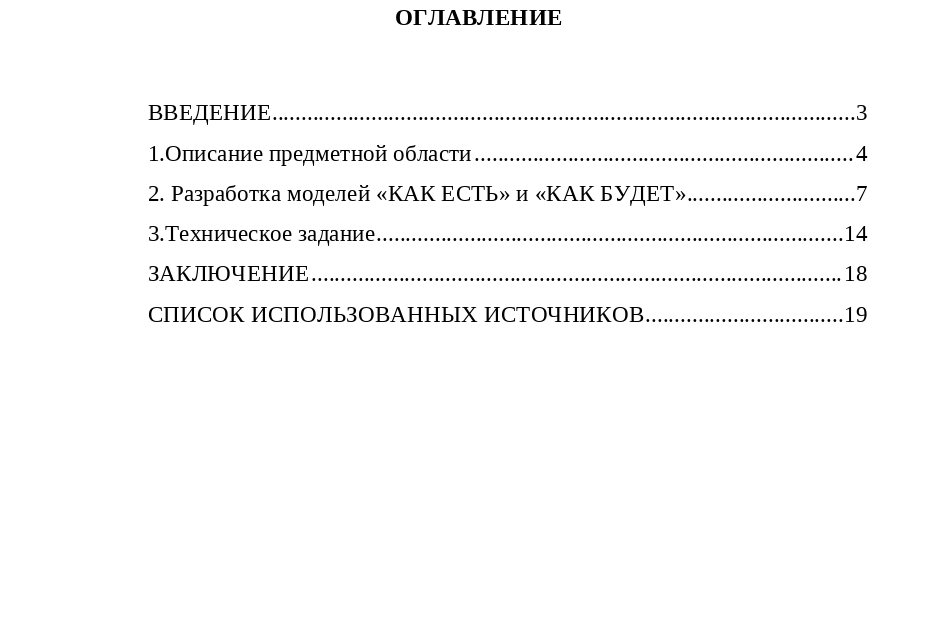 ОГЛАВЛЕНИЕ
ВВЕДЕНИЕ....................................................................................................3
1.Описание предметной области.................................................................4
2. Разработка моделей «КАК ЕСТЬ» и «КАК БУДЕТ».............................7
3.Техническое задание................................................................................14
ЗАКЛЮЧЕНИЕ...........................................................................................18
СПИСОК ИСПОЛЬЗОВАННЫХ ИСТОЧНИКОВ..................................19